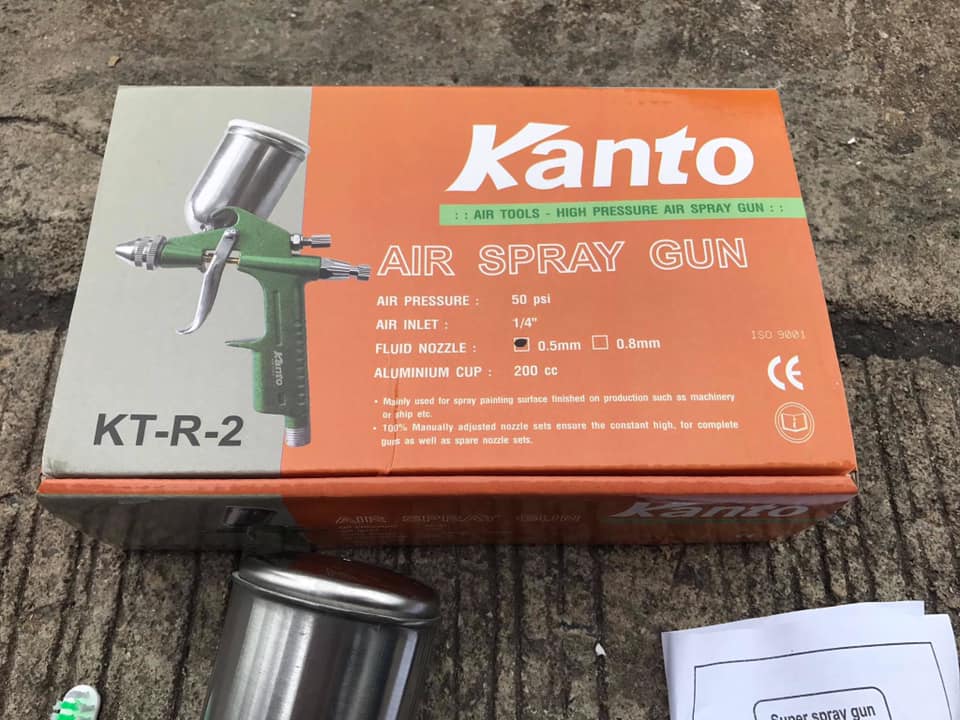 Kanto
: : AIR TOOLS - HIGH PRESSURE AIR SPRAY GUN : :
AIR SPRAY GUN
AIR PRESSURE : 50 psi
AIR INLET : 1/4"
FLUID NOZZLE : 0.5mm 0.8mm
ALUMINIUM CUP : 200 cc
ISO 9001
CE
• Mainly used for spray painting surface finished on production such as machinery
or ship etc.
• 100% Manually adjusted nozzle sets ensure the constant high, for complete
guns as well as spare nozzle sets.
Kanto
KT-R-2
Kanto
AIR SPRAY GUN
Super spray gun